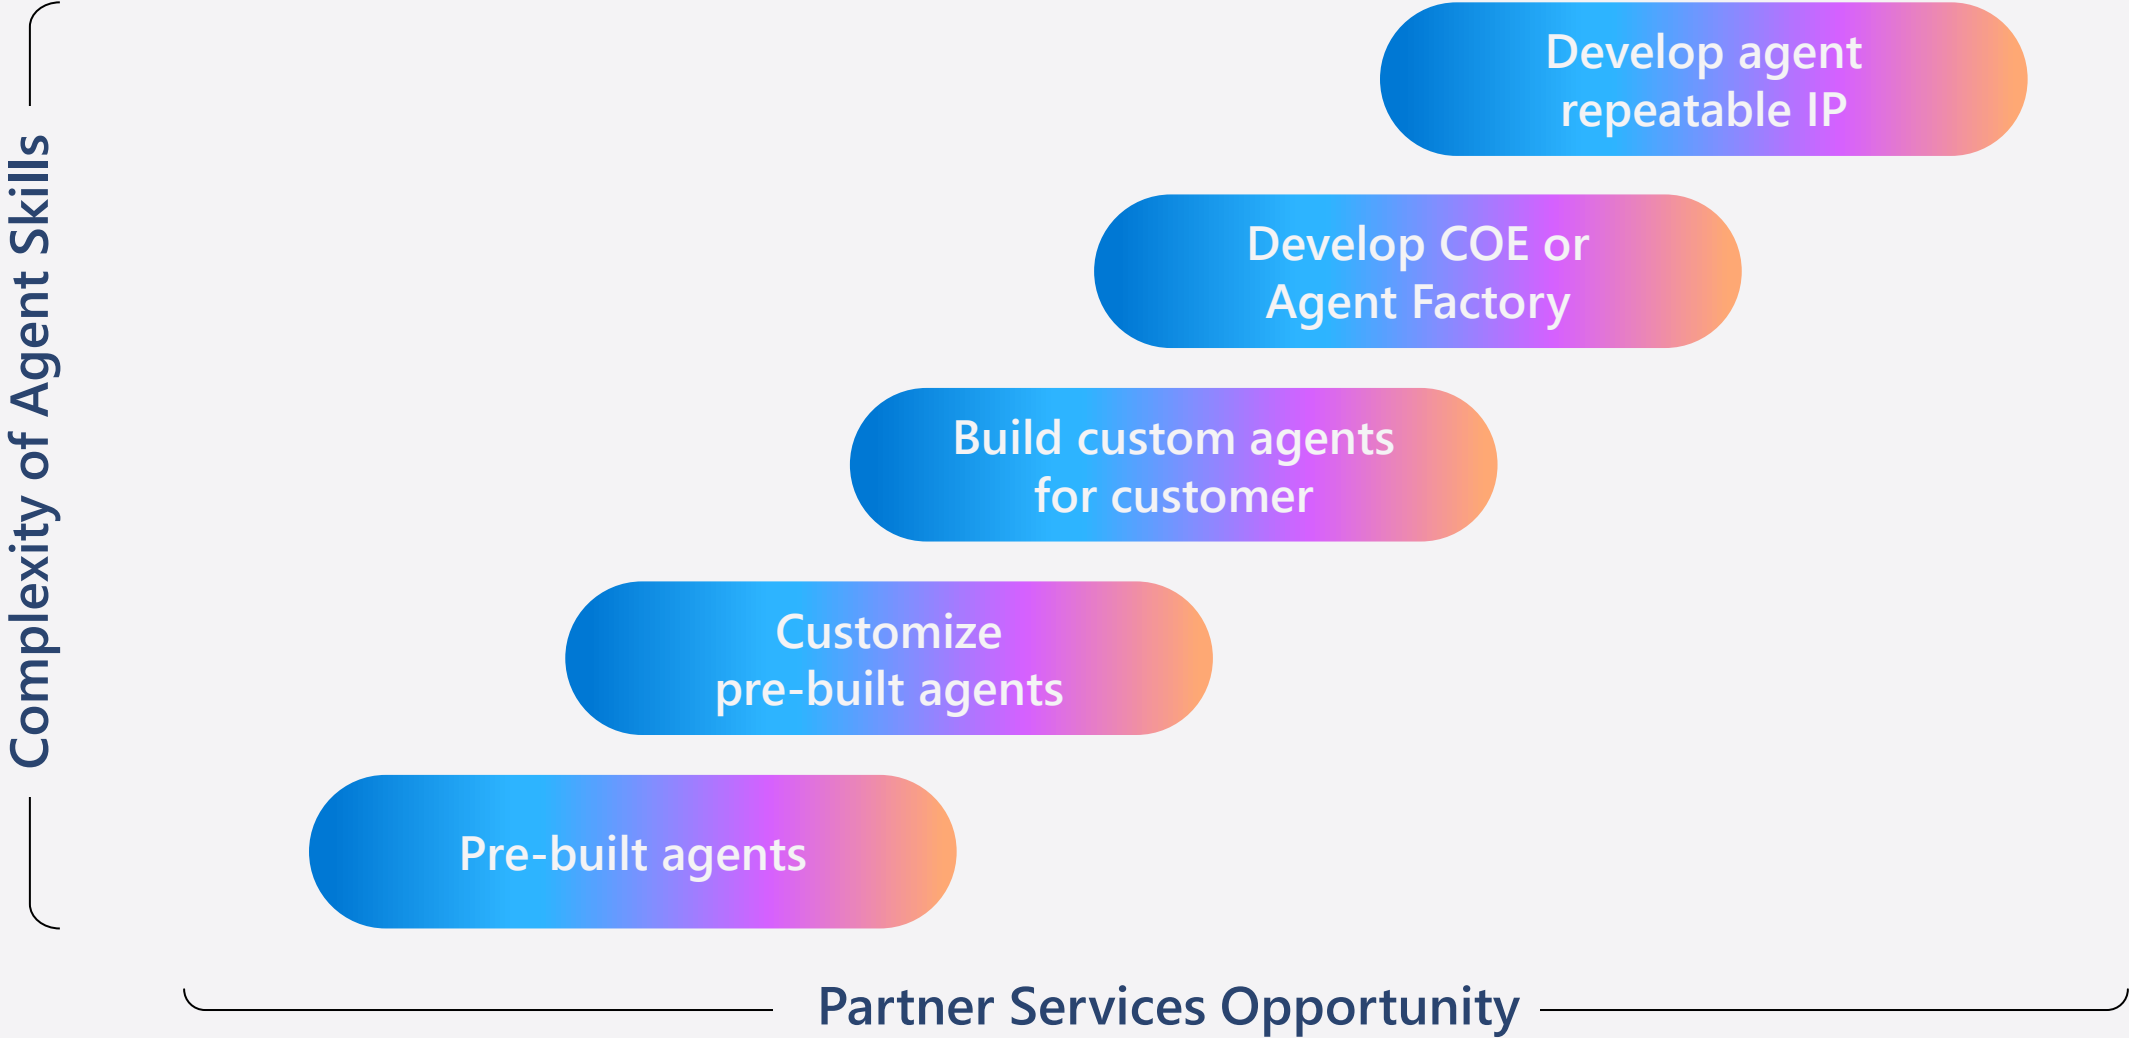 Complexity of Agent Skills
Develop agent
repeatable IP
Develop COE or
Agent Factory
Build custom agents
for customer
Customize
pre-built agents
Pre-built agents
Partner Services Opportunity